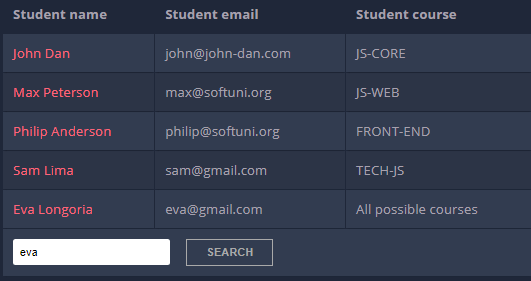 Student name Student email Student course
John Dan john@john-dan.com JS-CORE
Max Peterson max@softuni.org JS-WEB
Philip Anderson philip@softuni.org FRONT-END
Sam Lima sam@gmail.com TECH-JS
Eva Longoria eva@gmail.com All possible courses
eva SEARCH